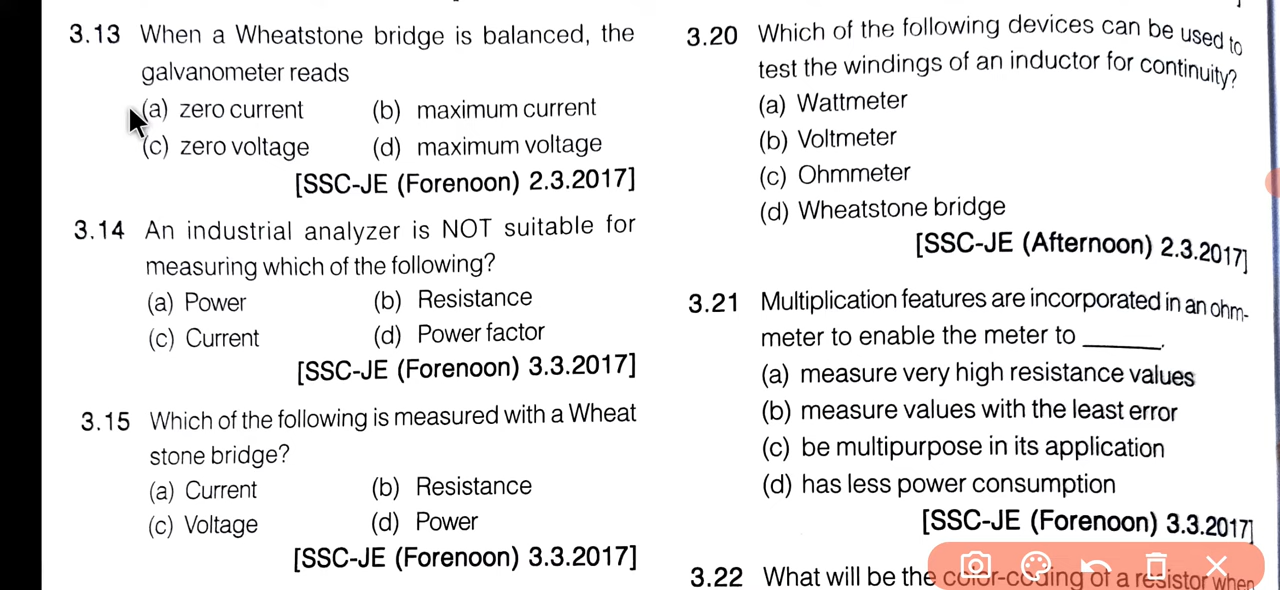 3.13 When a Wheatstone bridge is balanced, the
galvanometer reads
(a) zero current (b) maximum current
(c) zero voltage (d) maximum voltage
[SSC-JE (Forenoon) 2.3.2017]
3.14 An industrial analyzer is NOT suitable for
measuring which of the following?
(a) Power (b) Resistance
(c) Current (d) Power factor
[SSC-JE (Forenoon) 3.3.2017]
3.15 Which of the following is measured with a Wheat
stone bridge?
(a) Current (b) Resistance
(c) Voltage (d) Power
[SSC-JE (Forenoon) 3.3.2017]
3.20 Which of the following devices can be used to
test the windings of an inductor for continuity?
(a) Wattmeter
(b) Voltmeter
(c) Ohmmeter
(d) Wheatstone bridge
[SSC-JE (Afternoon) 2.3.2017]
3.21 Multiplication features are incorporated in an ohm-
meter to enable the meter to ______.
(a) measure very high resistance values
(b) measure values with the least error
(c) be multipurpose in its application
(d) has less power consumption
[SSC-JE (Forenoon) 3.3.2017]
3.22 What will be the color-coding of a resistor when